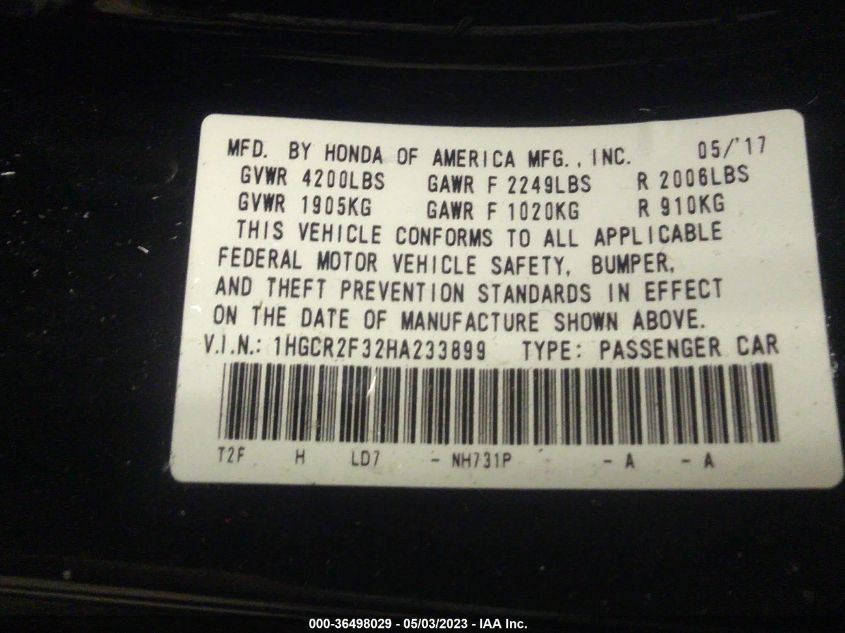 MFD. BY HONDA OF AMERICA MFG., INC. 05/'17
GVWR 4200LBS GAWR F 2249LBS R 2006LBS
GVWR 1905KG GAWR F 1020KG R 910KG
THIS VEHICLE CONFORMS TO ALL APPLICABLE
FEDERAL MOTOR VEHICLE SAFETY, BUMPER,
AND THEFT PREVENTION STANDARDS IN EFFECT
ON THE DATE OF MANUFACTURE SHOWN ABOVE.
V.I.N.: 1HGCR2F32HA233899 TYPE: PASSENGER CAR
T2F H LD7 - NH731P - A - A
000-36498029 - 05/03/2023 - IAA Inc.